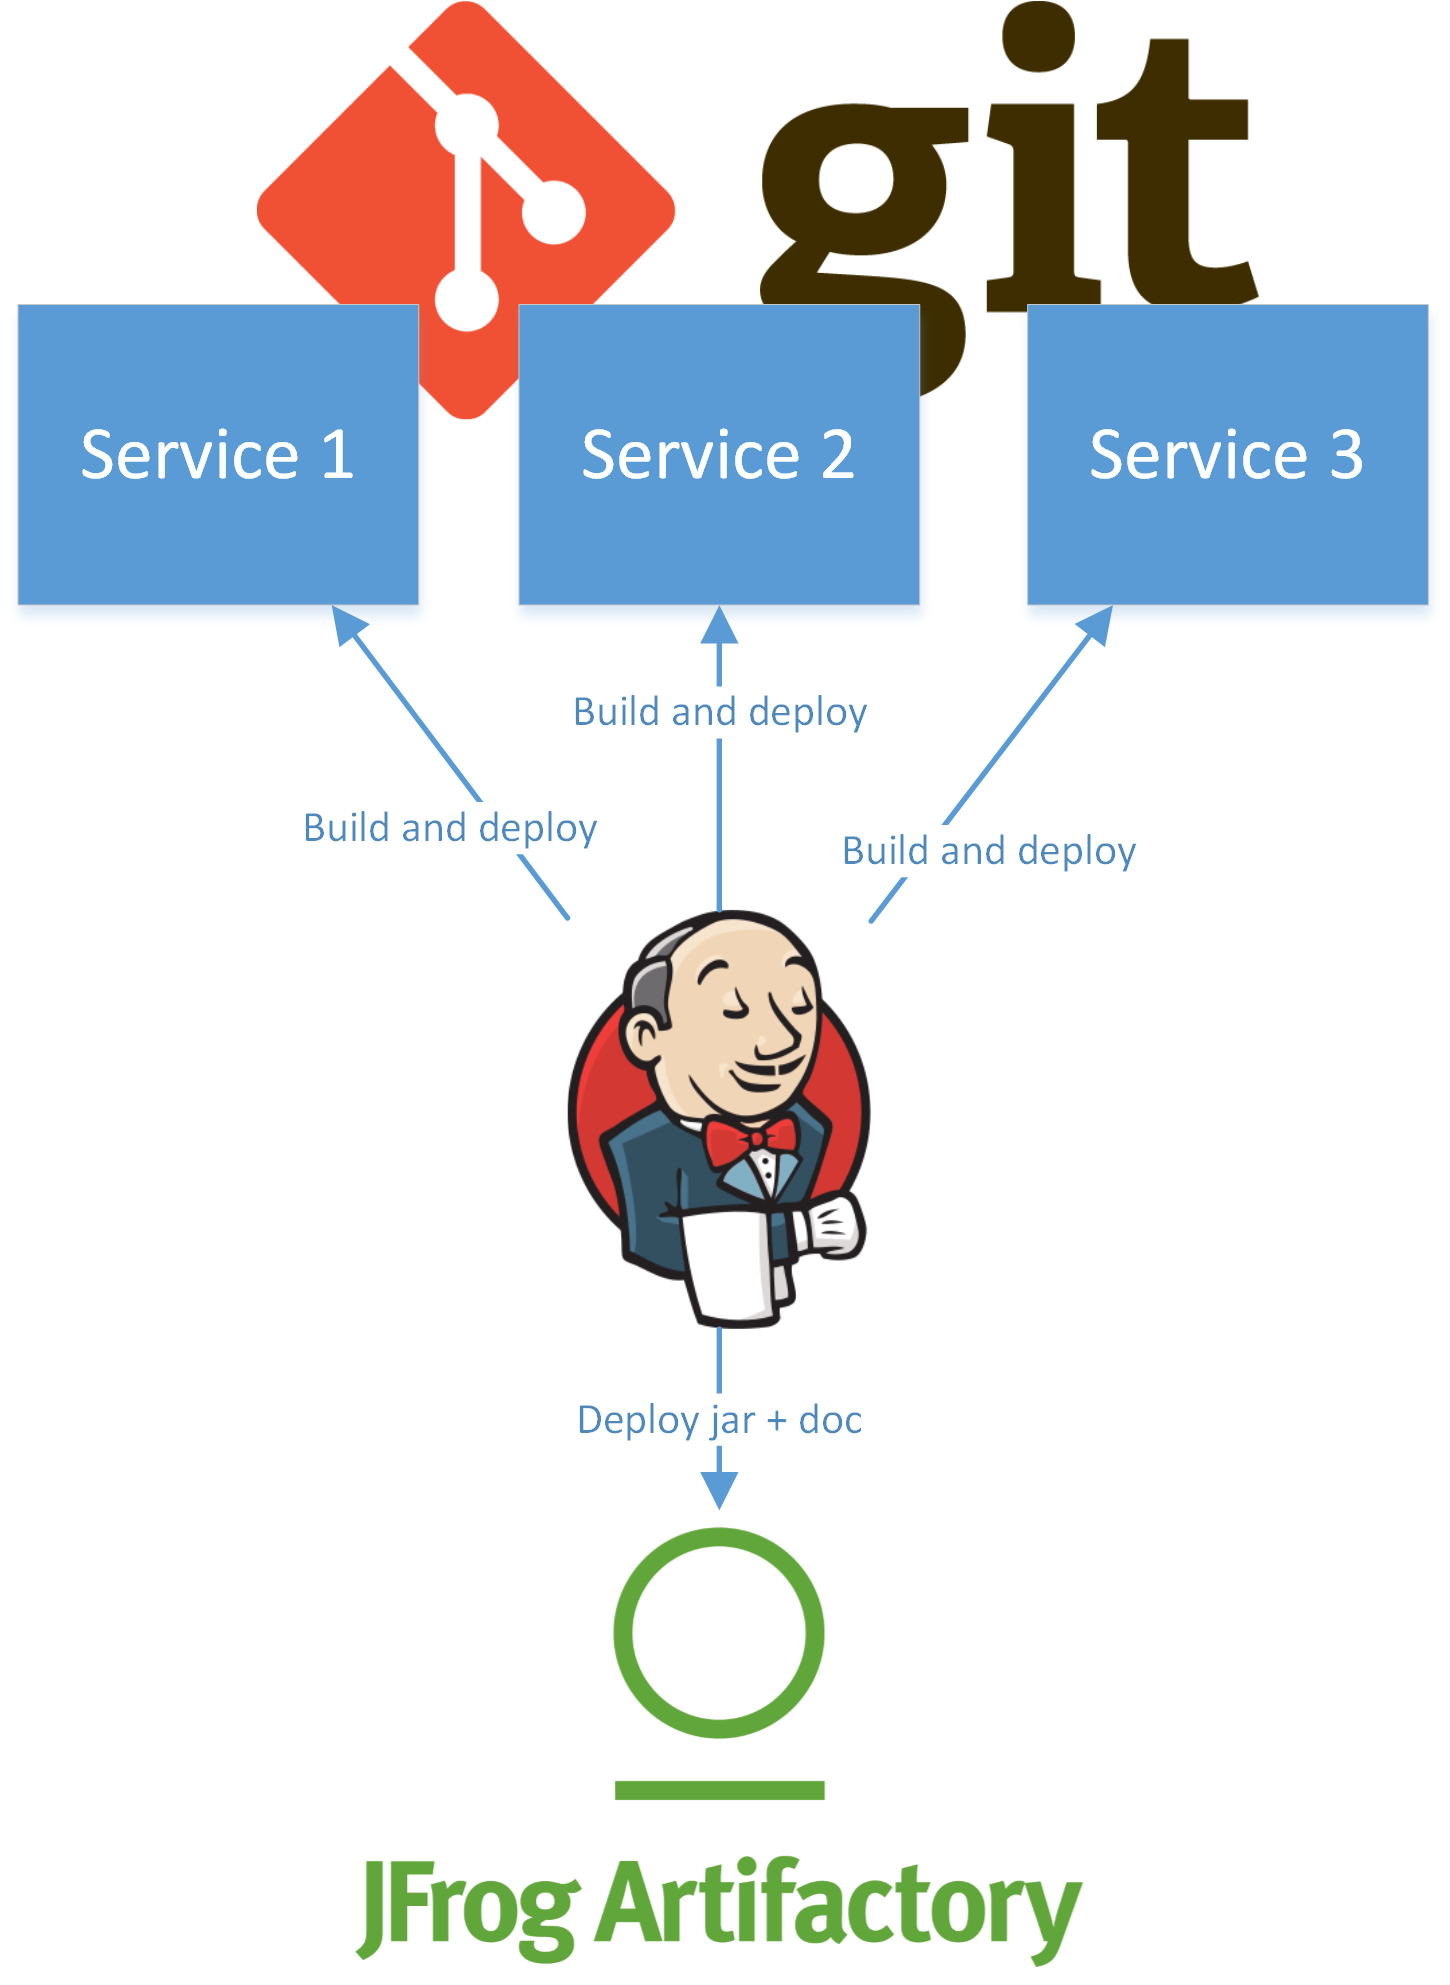 git
Service 1
Service 2
Service 3
Build and deploy
Build and deploy
Build and deploy
Deploy jar + doc
JFrog Artifactory